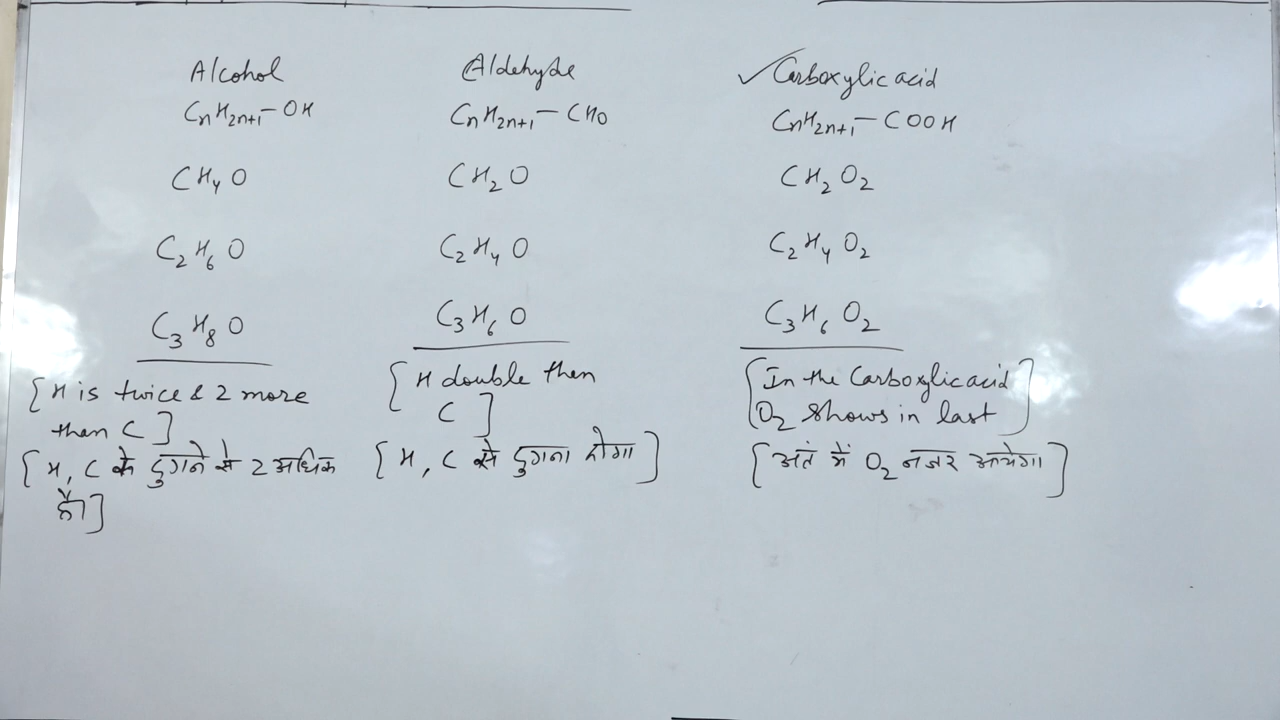 Alcohol
CnH2n+1 – OH
CH4O
C2H6O
C3H8O
[H is twice & 2 more
then C]
[H, C के दुगने से 2 अधिक
हो]
Aldehyde
CnH2n+1 – CHO
CH2O
C2H4O
C3H6O
[H double then
C]
[H, C से दुगना होगा]
✓Carboxylic acid
CnH2n+1 – COOH
CH2O2
C2H4O2
C3H6O2
[In the Carboxylic acid
O2 shows in last]
[अतं में O2 नजर आयेगा]